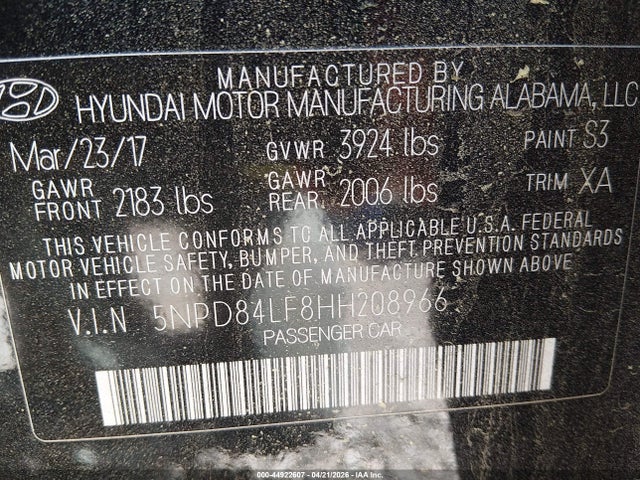 MANUFACTURED BY
HYUNDAI MOTOR MANUFACTURING ALABAMA, LLC
Mar/23/17 GVWR 3924 lbs PAINT S3
GAWR FRONT 2183 lbs GAWR REAR 2006 lbs TRIM XA
THIS VEHICLE CONFORMS TO ALL APPLICABLE U.S.A. FEDERAL
MOTOR VEHICLE SAFETY, BUMPER, AND THEFT PREVENTION STANDARDS
IN EFFECT ON THE DATE OF MANUFACTURE SHOWN ABOVE.
V.I.N 5NPD84LF8HH208966
PASSENGER CAR
000-44922607 04/21/2026 - IAA Inc.